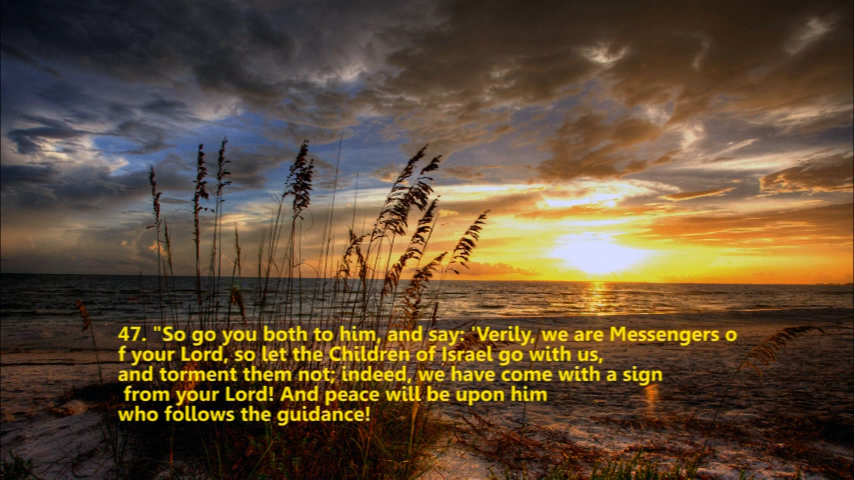 47. "So go you both to him, and say: 'Verily, we are Messengers o
f your Lord, so let the Children of Israel go with us,
and torment them not; indeed, we have come with a sign
from your Lord! And peace will be upon him
who follows the guidance!